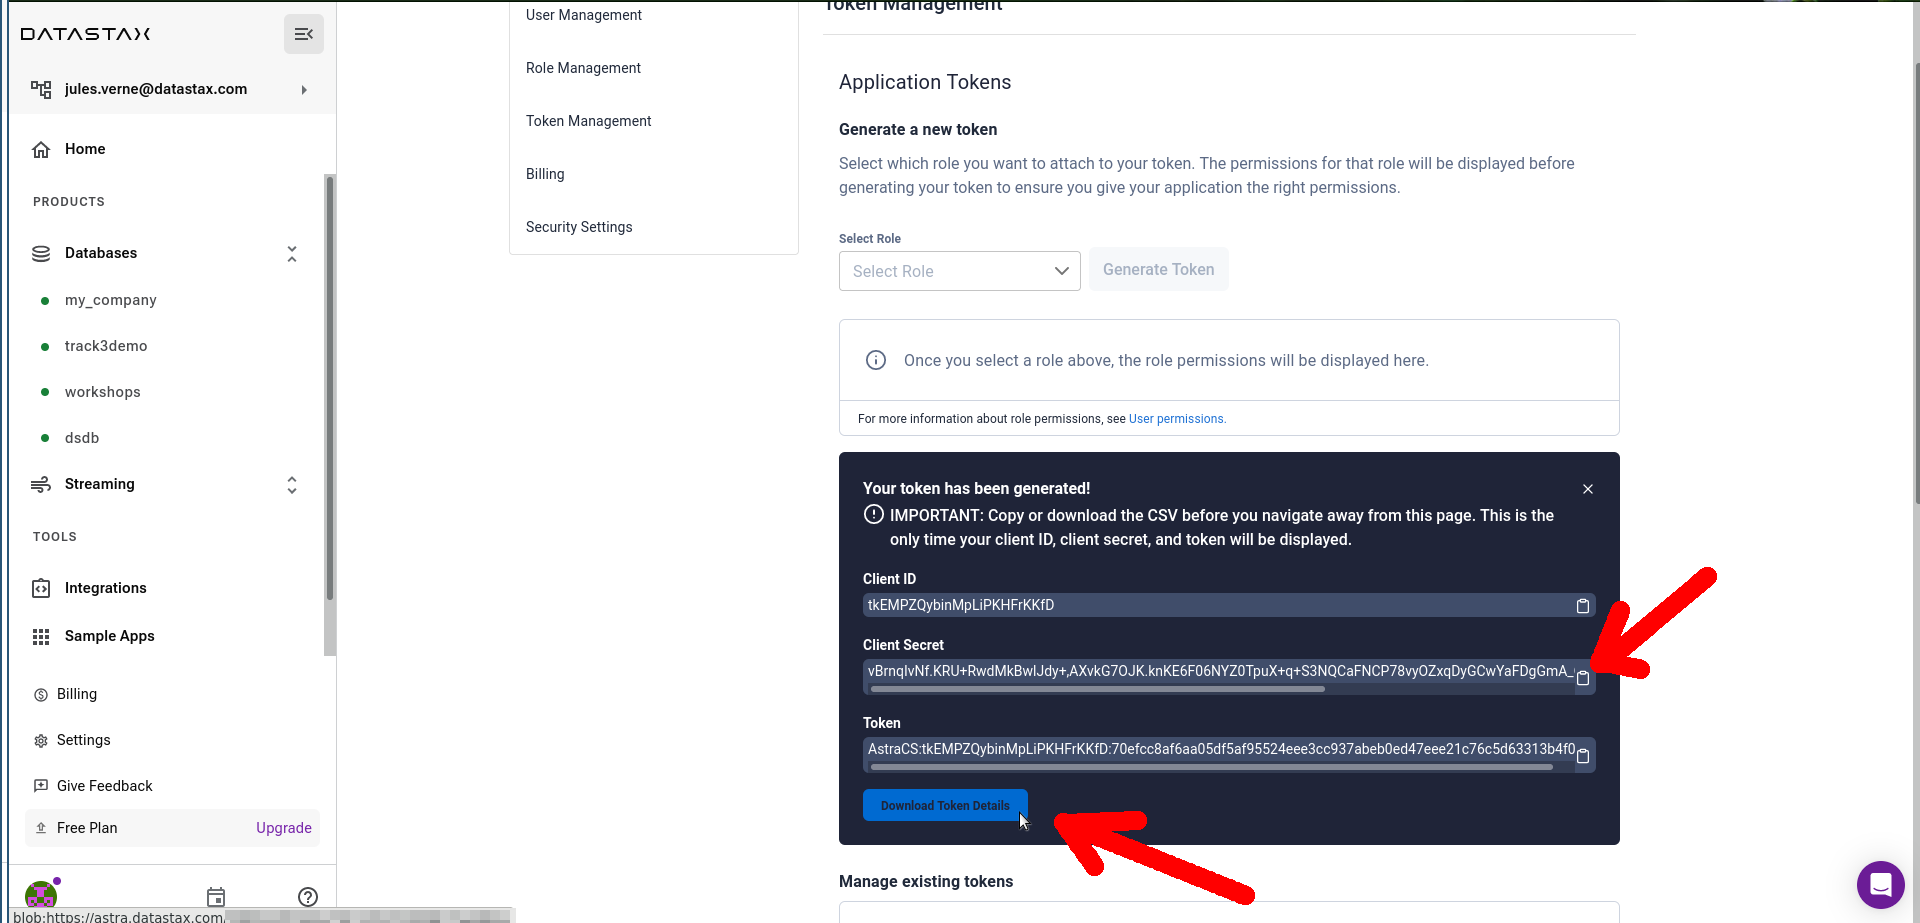 DATASTAX
jules.verne@datastax.com
Home
PRODUCTS
Databases
my_company
track3demo
workshops
dsdb
Streaming
TOOLS
Integrations
Sample Apps
Billing
Settings
Give Feedback
Free Plan Upgrade
blob:https://astra.datastax.com/
User Management
Role Management
Token Management
Billing
Security Settings
Token Management
Application Tokens
Generate a new token
Select which role you want to attach to your token. The permissions for that role will be displayed before
generating your token to ensure you give your application the right permissions.
Select Role
Select Role
Generate Token
Once you select a role above, the role permissions will be displayed here.
For more information about role permissions, see User permissions.
Your token has been generated!
IMPORTANT: Copy or download the CSV before you navigate away from this page. This is the
only time your client ID, client secret, and token will be displayed.
Client ID
tkEMPZQybinMpLiPKHFrKKfD
Client Secret
vBrnqIvNf.KRU+RwdMkBwlJdy+,AXvkG7OJK.knKE6F06NYZ0TpuX+q+S3NQCaFNCP78vyOZxqDyGCwYaFDgGmA_
Token
AstraCS:tkEMPZQybinMpLiPKHFrKKfD:70efcc8af6aa05df5af95524eee3cc937abeb0ed47eee21c76c5d63313b4f0
Download Token Details
Manage existing tokens